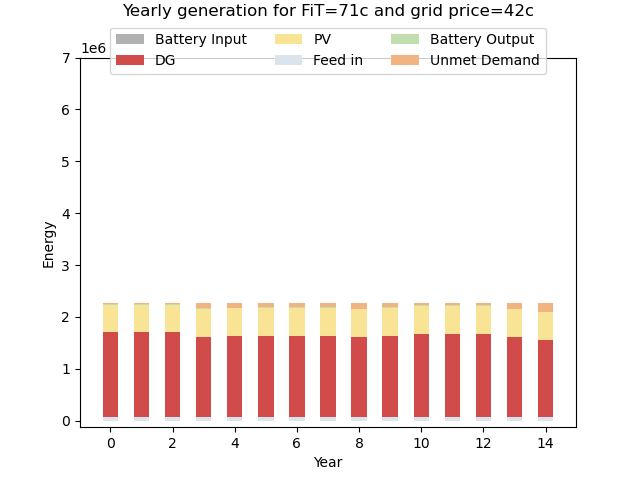 Yearly generation for FiT=71c and grid price=42c
Battery Input PV Battery Output
DG Feed in Unmet Demand
1e6
7
6
5
4
3
2
1
0
Energy
0 2 4 6 8 10 12 14
Year